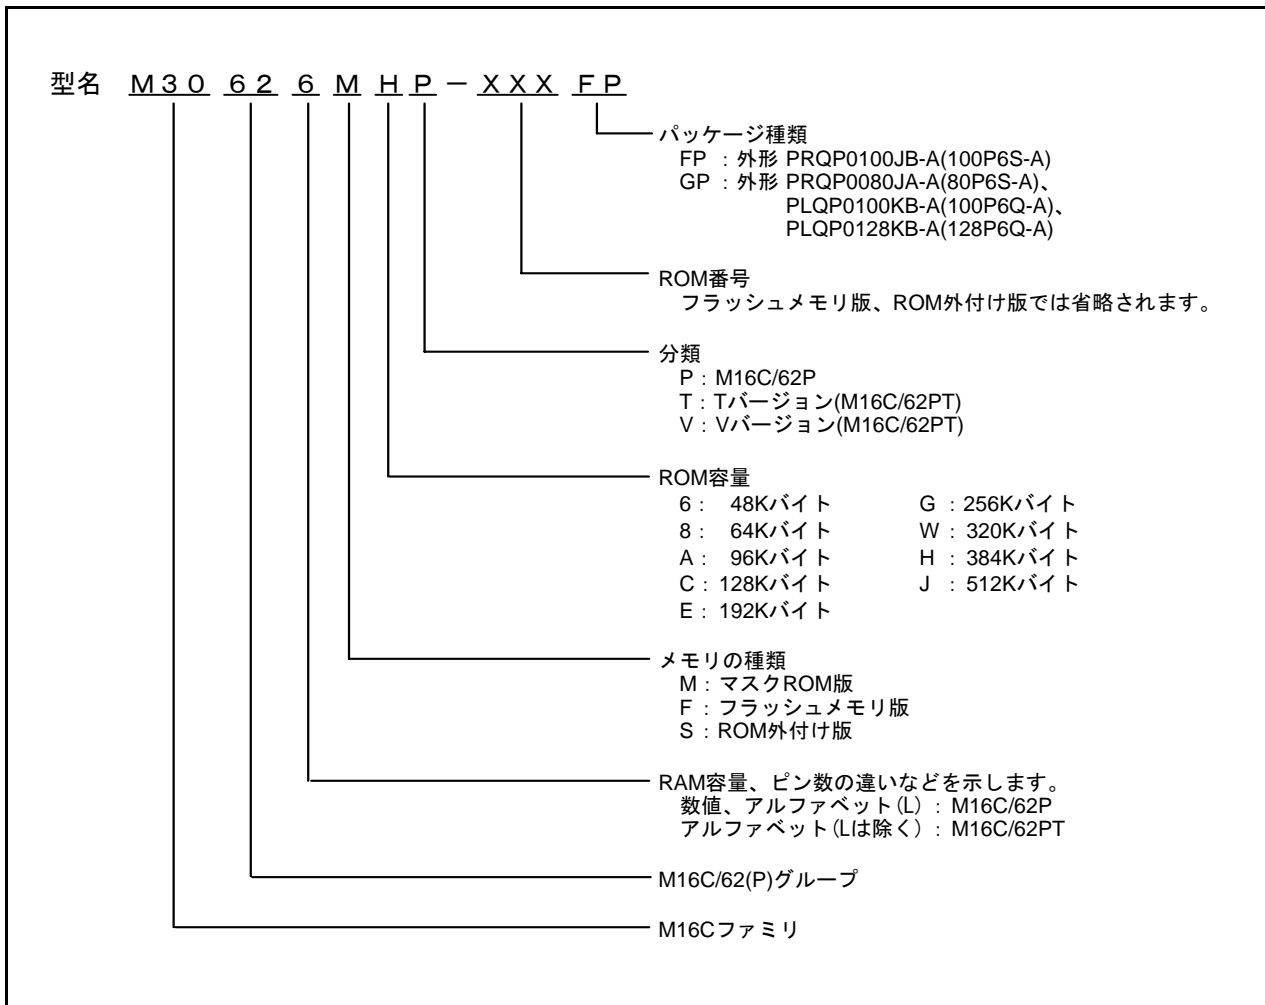 型名 M30 62 6 M H P － XXX FP
パッケージ種類
FP : 外形 PRQP0100JB-A(100P6S-A)
GP : 外形 PRQP0080JA-A(80P6S-A)、
PLQP0100KB-A(100P6Q-A)、
PLQP0128KB-A(128P6Q-A)
ROM番号
フラッシュメモリ版、ROM外付け版では省略されます。
分類
P : M16C/62P
T : Tバージョン(M16C/62PT)
V : Vバージョン(M16C/62PT)
ROM容量
6 : 48Kバイト G : 256Kバイト
8 : 64Kバイト W : 320Kバイト
A : 96Kバイト H : 384Kバイト
C : 128Kバイト J : 512Kバイト
E : 192Kバイト
メモリの種類
M : マスクROM版
F : フラッシュメモリ版
S : ROM外付け版
RAM容量、ピン数の違いなどを示します。
数値、アルファベット(L) : M16C/62P
アルファベット(Lは除く) : M16C/62PT
M16C/62(P)グループ
M16Cファミリ